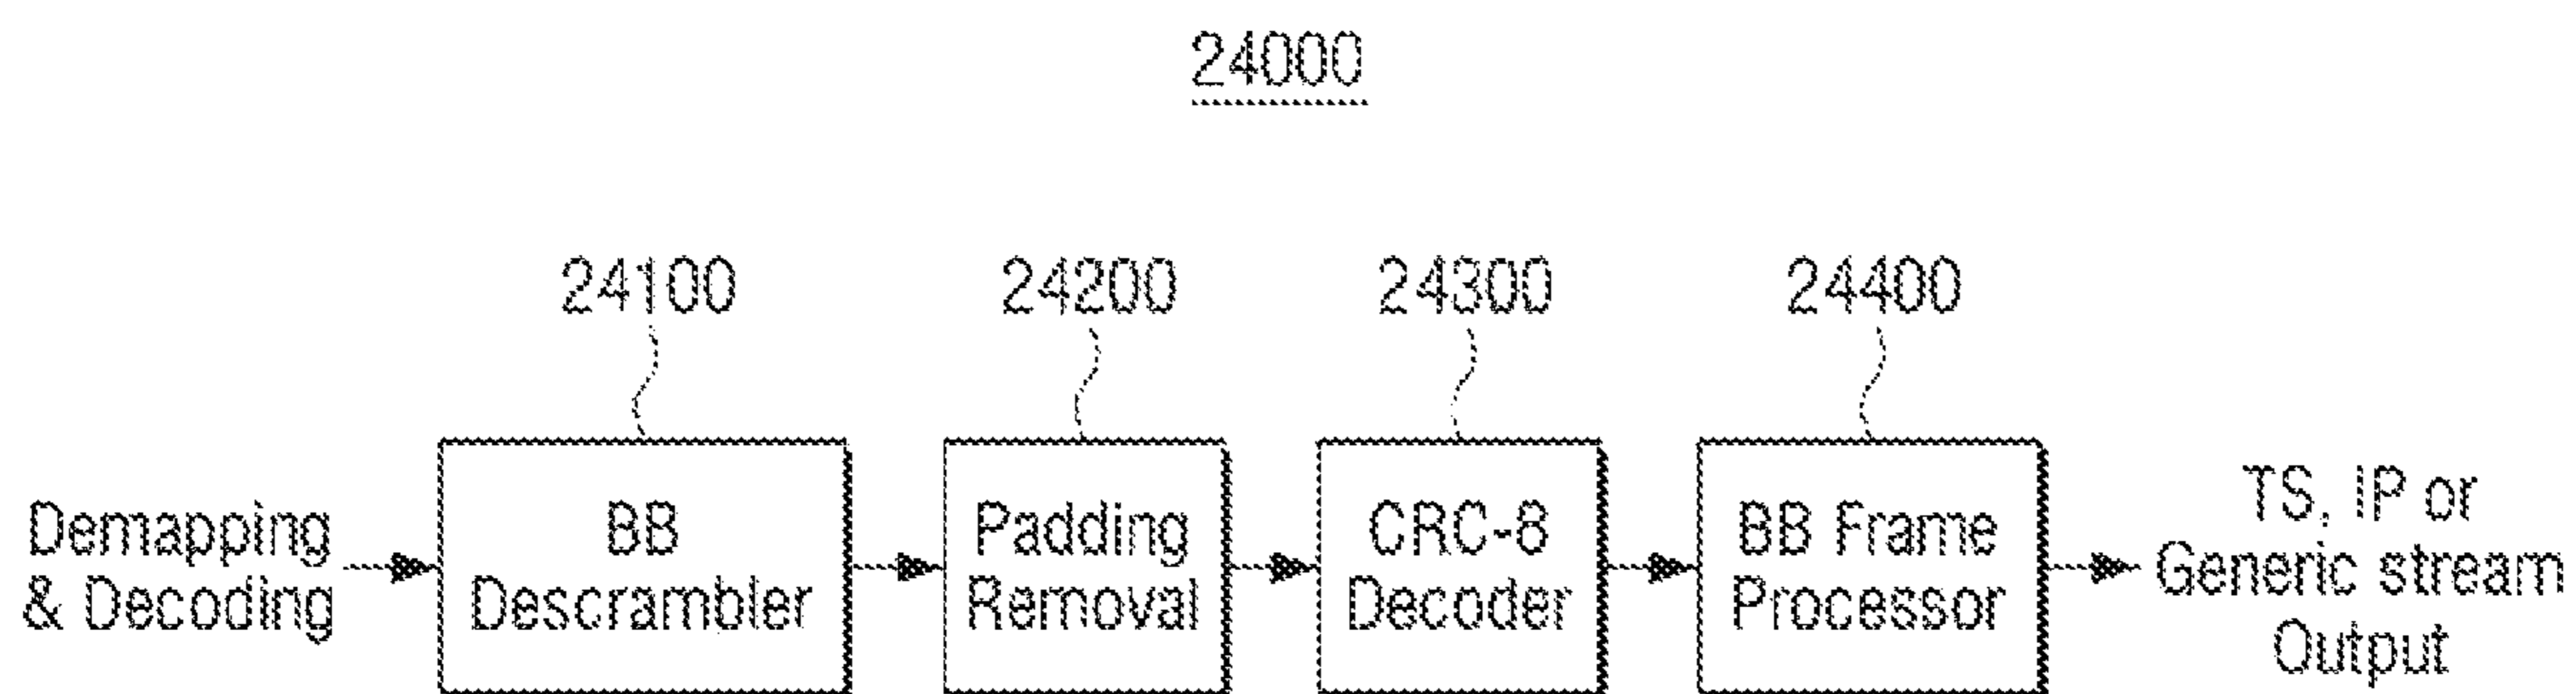 24000
24100
24200
24300
24400
Demapping
& Decoding
BB
Descrambler
Padding
Removal
CRC-8
Decoder
BB Frame
Processor
TS, IP or
Generic stream
Output